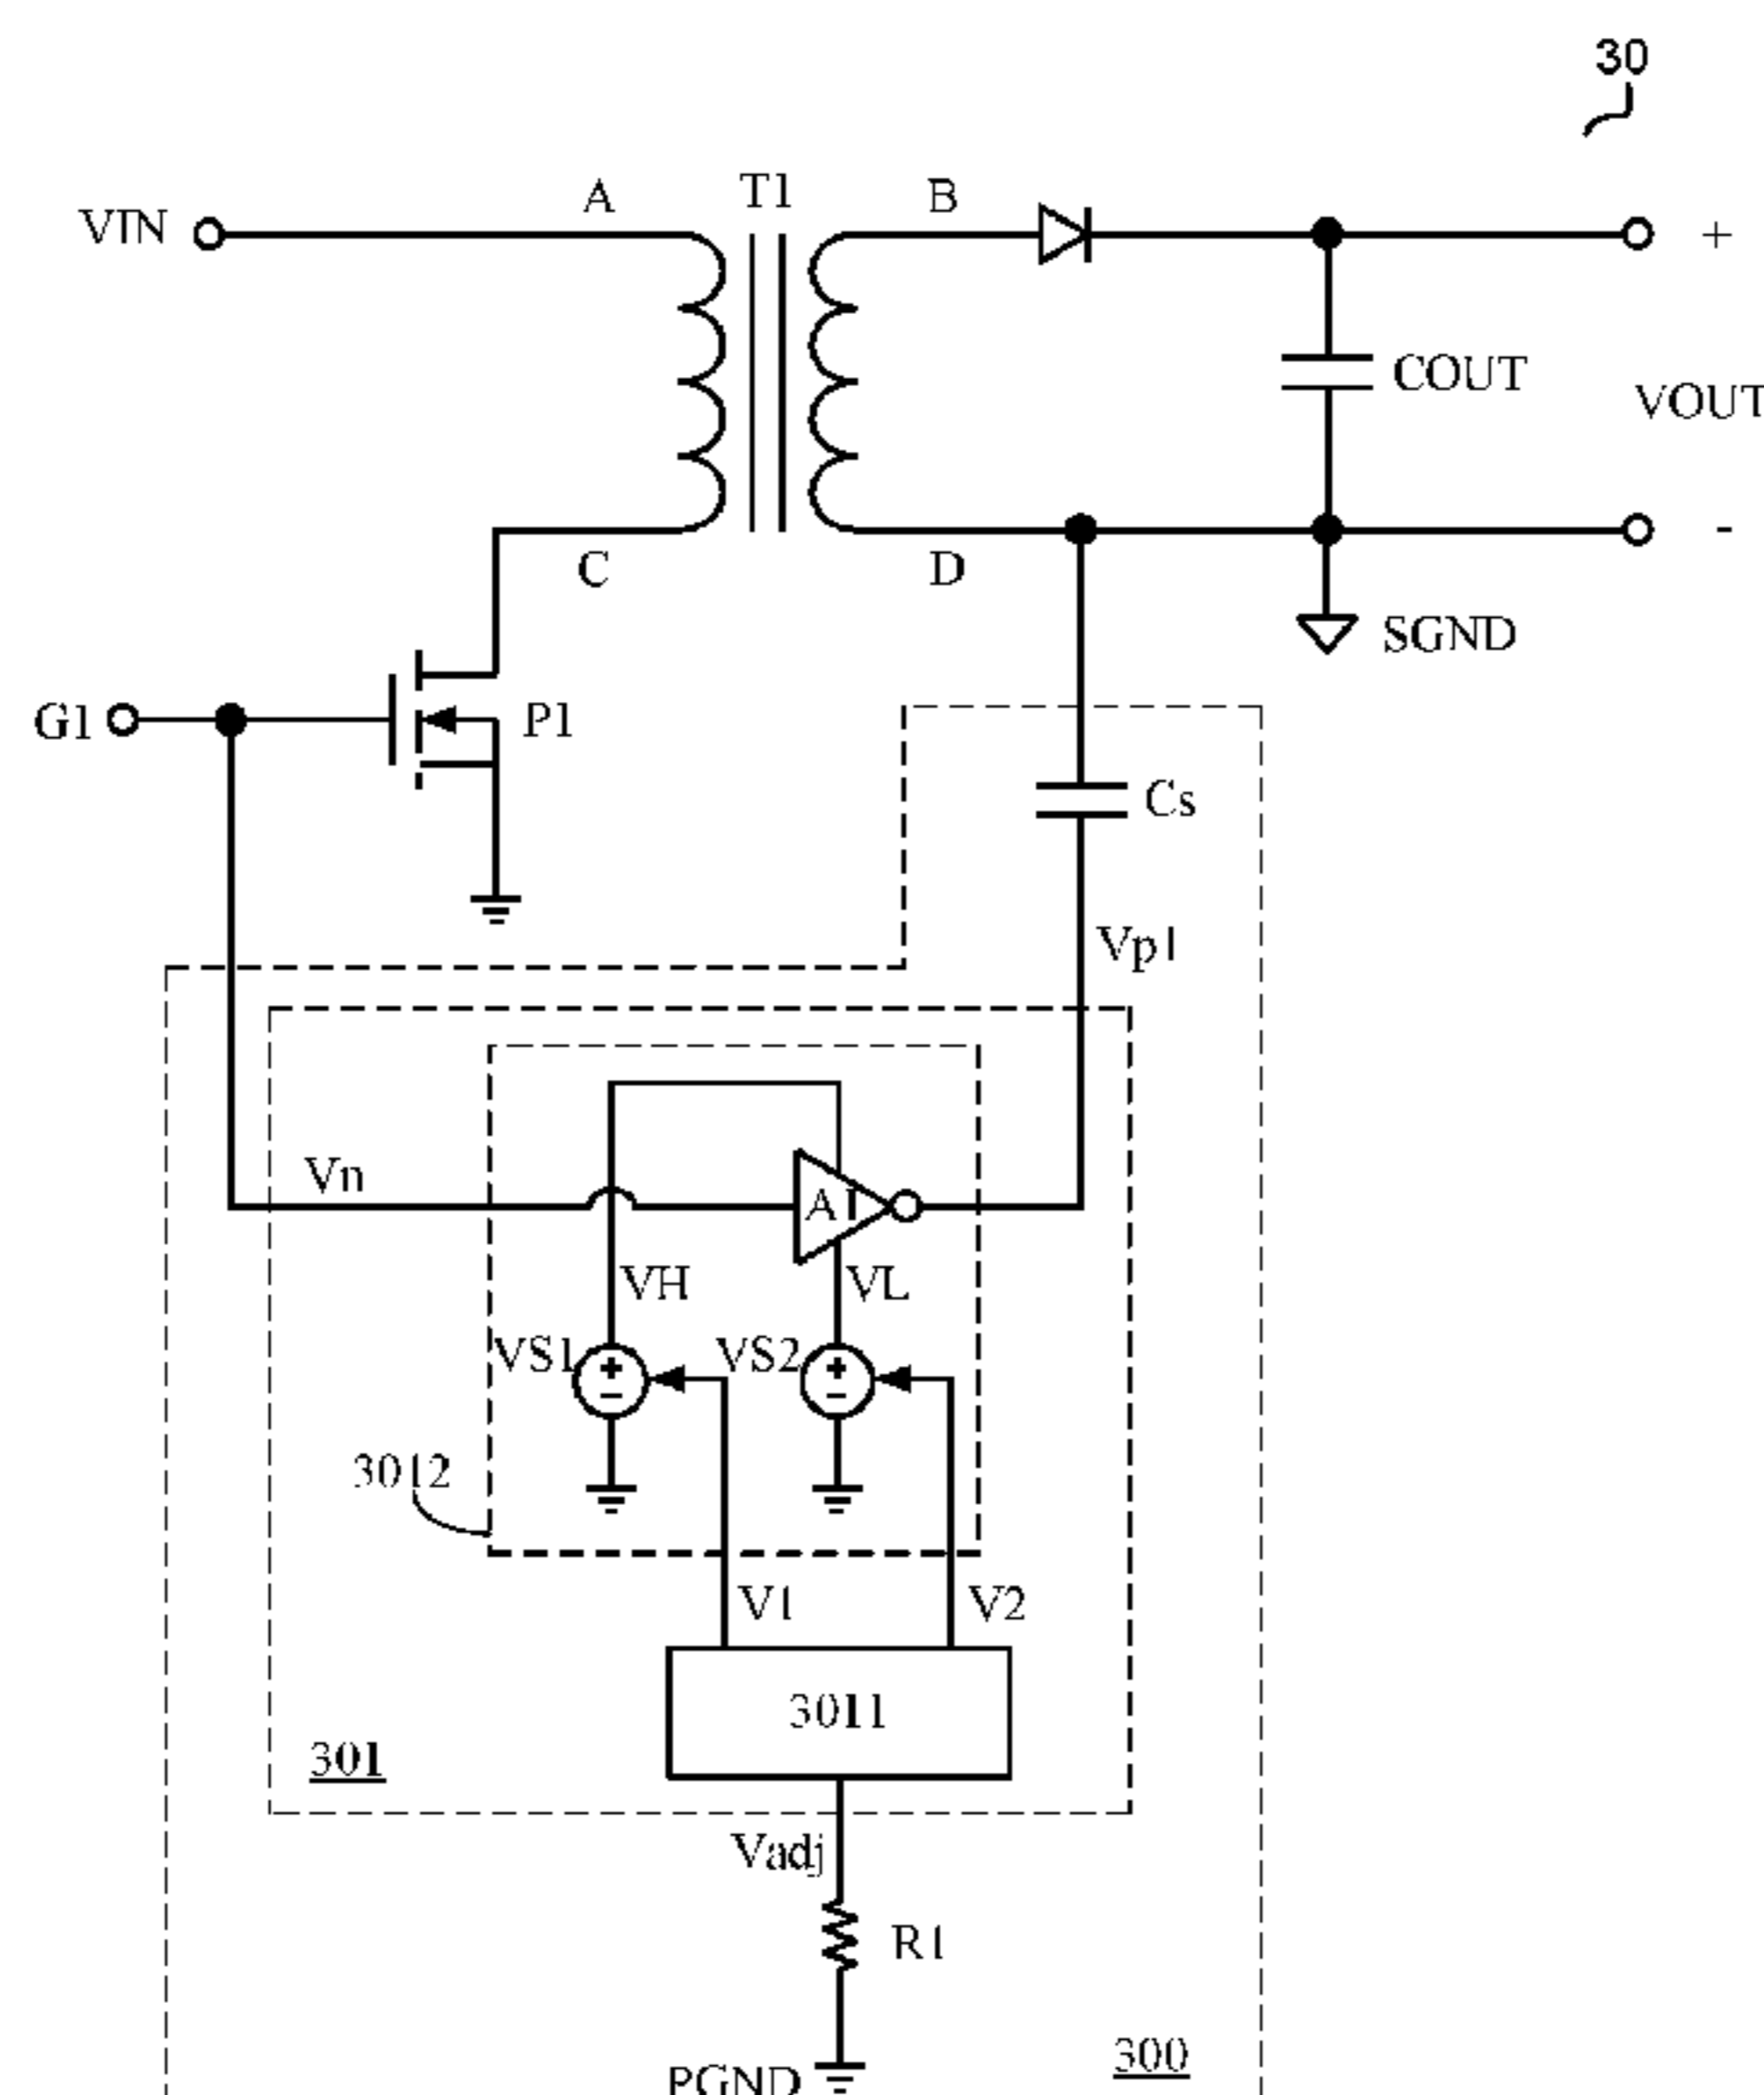 30
A T1 B
VIN +
COUT
VOUT
C D -
SGND
G1 P1
Cs
Vp1
Vn
A1
VH VL
VS1 + - VS2 + -
3012
V1 V2
3011
301
Vadj
R1
300
PGND